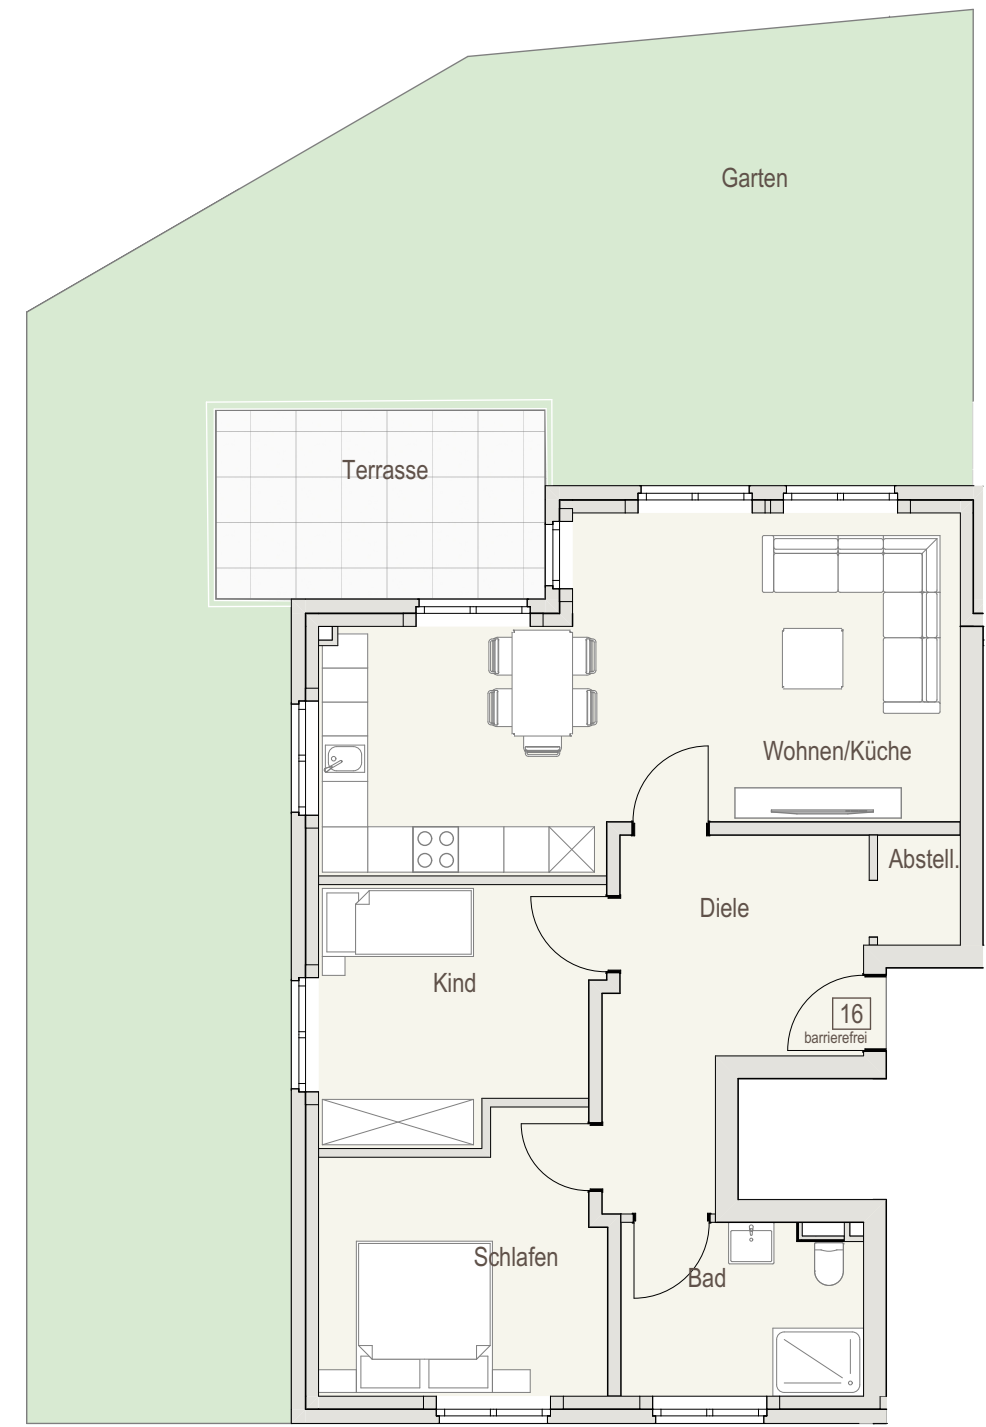 Garten
Terrasse
Wohnen/Küche
Abstell.
Diele
Kind
16
barrierefrei
Schlafen
Bad